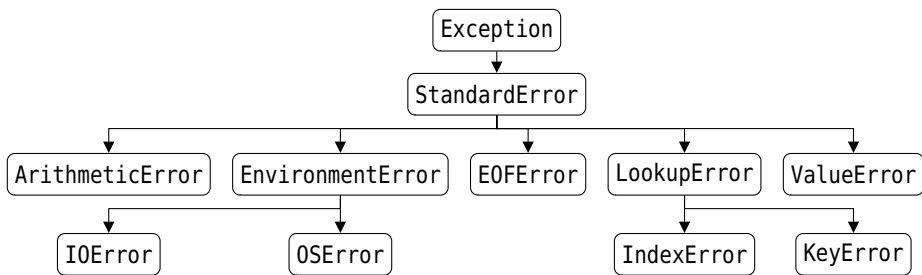 Exception
StandardError
ArithmeticError EnvironmentError EOFError LookupError ValueError
IOError OSError IndexError KeyError